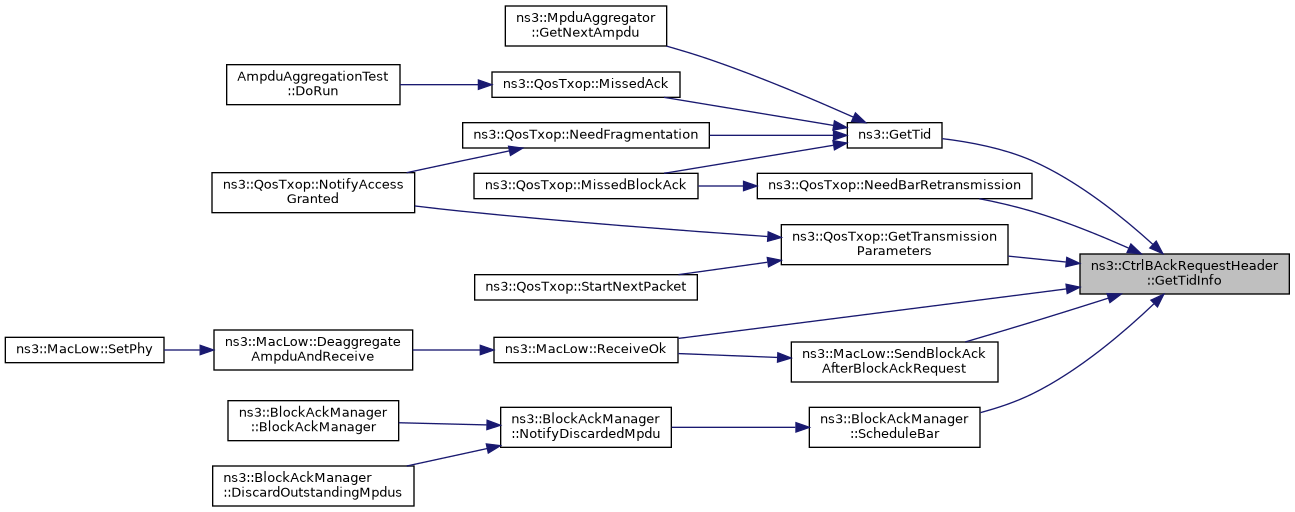 ns3::MpduAggregator
::GetNextAmpdu
AmpduAggregationTest
::DoRun
ns3::QosTxop::MissedAck
ns3::QosTxop::NeedFragmentation
ns3::GetTid
ns3::QosTxop::NotifyAccess
Granted
ns3::QosTxop::MissedBlockAck
ns3::QosTxop::NeedBarRetransmission
ns3::QosTxop::GetTransmission
Parameters
ns3::CtrlBAckRequestHeader
::GetTidInfo
ns3::QosTxop::StartNextPacket
ns3::MacLow::SetPhy
ns3::MacLow::Deaggregate
AmpduAndReceive
ns3::MacLow::ReceiveOk
ns3::MacLow::SendBlockAck
AfterBlockAckRequest
ns3::BlockAckManager
::BlockAckManager
ns3::BlockAckManager
::NotifyDiscardedMpdu
ns3::BlockAckManager
::ScheduleBar
ns3::BlockAckManager
::DiscardOutstandingMpdus